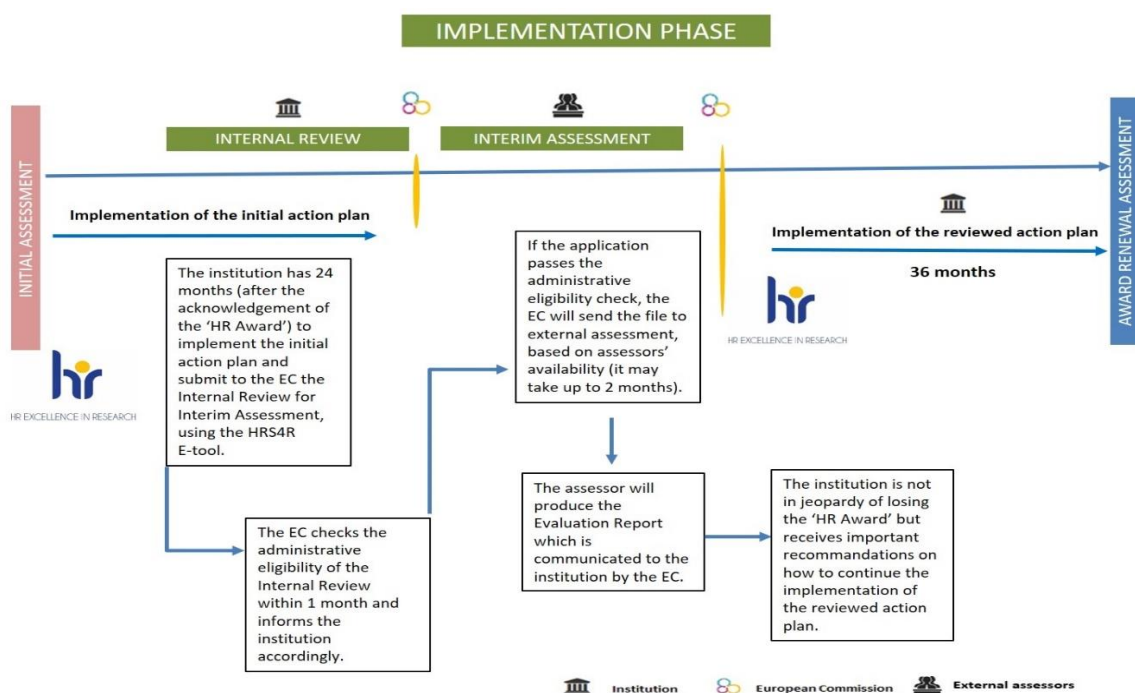 IMPLEMENTATION PHASE
INTERNAL REVIEW
INTERIM ASSESSMENT
INITIAL ASSESSMENT
Implementation of the initial action plan
Implementation of the reviewed action plan
36 months
AWARD RENEWAL ASSESSMENT
hr
HR EXCELLENCE IN RESEARCH
The institution has 24
months (after the
acknowledgement of
the ‘HR Award’) to
implement the initial
action plan and
submit to the EC the
Internal Review for
Interim Assessment,
using the HRS4R
E-tool.
The EC checks the
administrative
eligibility of the
Internal Review
within 1 month and
informs the
institution
accordingly.
If the application
passes the
administrative
eligibility check, the
EC will send the file to
external assessment,
based on assessors’
availability (it may
take up to 2 months).
hr
HR EXCELLENCE IN RESEARCH
The assessor will
produce the
Evaluation Report
which is
communicated to the
institution by the EC.
The institution is not
in jeopardy of losing
the ‘HR Award’ but
receives important
recommandations on
how to continue the
implementation of
the reviewed action
plan.
Institution
European Commission
External assessors